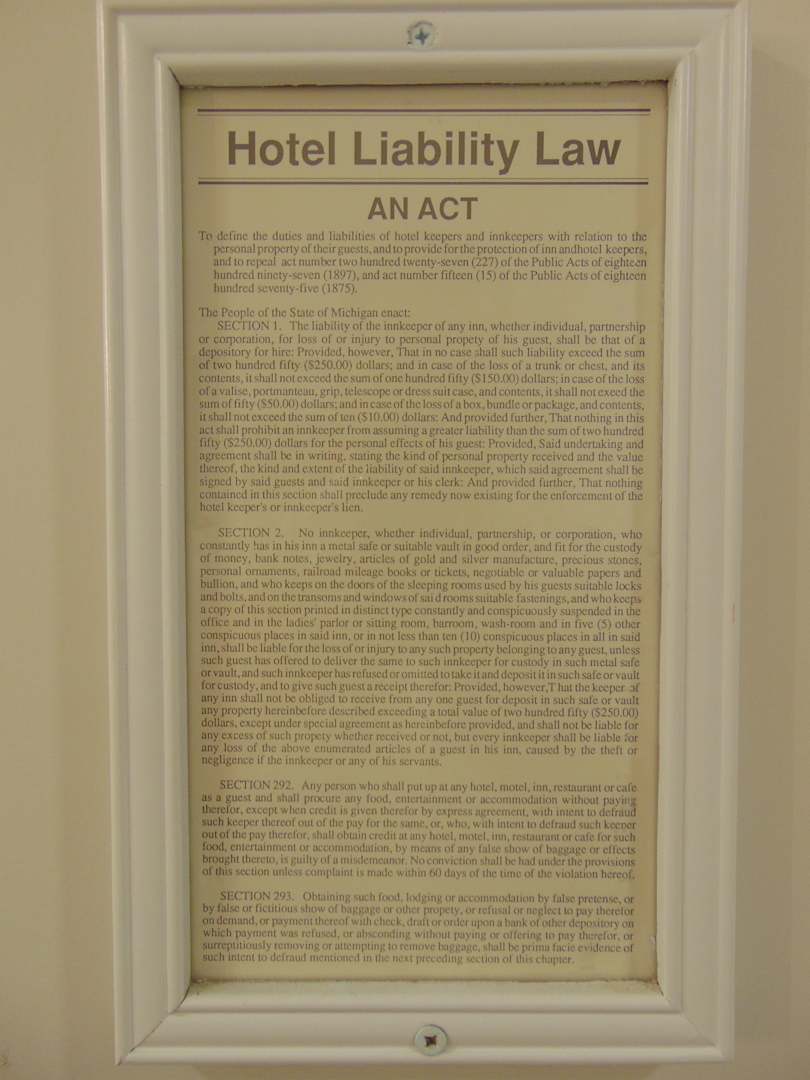 Hotel Liability Law
AN ACT
To define the duties and liabilities of hotel keepers and innkeepers with relation to the
personal property of their guests, and to provide for the protection of inn andhotel keepers,
and to repeal act number two hundred twenty-seven (227) of the Public Acts of eighteen
hundred ninety-seven (1897), and act number fifteen (15) of the Public Acts of eighteen
hundred seventy-five (1875).
The People of the State of Michigan enact:
SECTION 1. The liability of the innkeeper of any inn, whether individual, partnership
or corporation, for loss of or injury to personal propety of his guest, shall be that of a
depository for hire: Provided, however, That in no case shall such liability exceed the sum
of two hundred fifty ($250.00) dollars; and in case of the loss of a trunk or chest, and its
contents, it shall not exceed the sum of one hundred fifty ($150.00) dollars; in case of the loss
of a valise, portmanteau, grip, telescope or dress suit case, and contents, it shall not exeed the
sum of fifty ($50.00) dollars; and in case of the loss of a box, bundle or package, and contents,
it shall not exceed the sum of ten ($10.00) dollars: And provided further, That nothing in this
act shall prohibit an innkeeper from assuming a greater liability than the sum of two hundred
fifty ($250.00) dollars for the personal effects of his guest: Provided, Said undertaking and
agreement shall be in writing, stating the kind of personal property received and the value
thereof, the kind and extent of the liability of said innkeeper, which said agreement shall be
signed by said guests and said innkeeper or his clerk: And provided further, That nothing
contained in this section shall preclude any remedy now existing for the enforcement of the
hotel keeper's or innkeeper's lien.
SECTION 2. No innkeeper, whether individual, partnership, or corporation, who
constantly has in his inn a metal safe or suitable vault in good order, and fit for the custody
of money, bank notes, jewelry, articles of gold and silver manufacture, precious stones,
personal ornaments, railroad mileage books or tickets, negotiable or valuable papers and
bullion, and who keeps on the doors of the sleeping rooms used by his guests suitable locks
and bolts, and on the transoms and windows of said rooms suitable fastenings, and who keeps
a copy of this section printed in distinct type constantly and conspicuously suspended in the
office and in the ladies' parlor or sitting room, barroom, wash-room and in five (5) other
conspicuous places in said inn, or in not less than ten (10) conspicuous places in all in said
inn, shall be liable for the loss of or injury to any such property belonging to any guest, unless
such guest has offered to deliver the same to such innkeeper for custody in such metal safe
or vault, and such innkeeper has refused or omitted to take it and deposit it in such safe or vault
for custody, and to give such guest a receipt therefor: Provided, however,T hat the keeper of
any inn shall not be obliged to receive from any one guest for deposit in such safe or vault
any property hereinbefore described exceeding a total value of two hundred fifty ($250.00)
dollars, except under special agreement as hereinbefore provided, and shall not be liable for
any excess of such propety whether received or not, but every innkeeper shall be liable for
any loss of the above enumerated articles of a guest in his inn, caused by the theft or
negligence if the innkeeper or any of his servants.
SECTION 292. Any person who shall put up at any hotel, motel, inn, restaurant or cafe
as a guest and shall procure any food, entertainment or accommodation without paying
therefor, except when credit is given therefor by express agreement, with intent to defraud
such keeper thereof out of the pay for the same, or, who, with intent to defraud such keeper
out of the pay therefor, shall obtain credit at any hotel, motel, inn, restaurant or cafe for such
food, entertainment or accommodation, by means of any false show of baggage or effects
brought thereto, is guilty of a misdemeanor. No conviction shall be had under the provisions
of this section unless complaint is made within 60 days of the time of the violation hereof.
SECTION 293. Obtaining such food, lodging or accommodation by false pretense, or
by false or fictitious show of baggage or other propety, or refusal or neglect to pay therefor
on demand, or payment thereof with check, draft or order upon a bank of other depository on
which payment was refused, or absconding without paying or offering to pay therefor, or
surreptitiously removing or attempting to remove baggage, shall be prima facie evidence of
such intent to defraud mentioned in the next preceding section of this chapter.